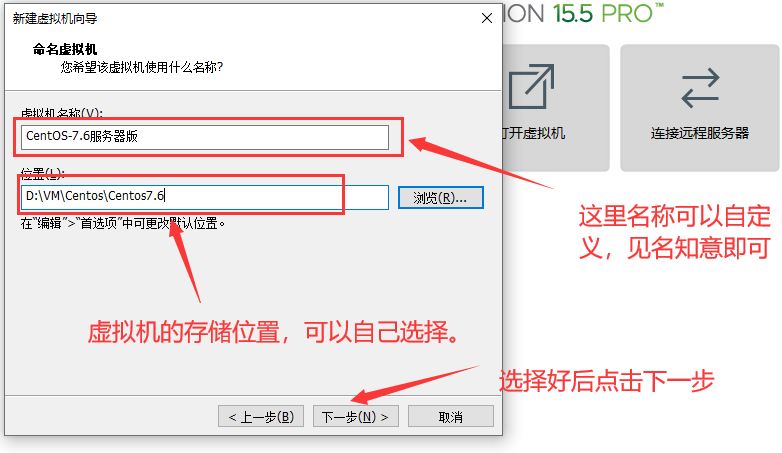 新建虚拟机向导
ION 15.5 PRO™
命名虚拟机
您希望该虚拟机使用什么名称?
虚拟机名称(V):
CentOS-7.6服务器版
打开虚拟机
连接远程服务器
位置(L):
D:\VM\Centos\Centos7.6
浏览(R)...
在“编辑”>“首选项”中可更改默认位置。
这里名称可以自定
义，见名知意即可
虚拟机的存储位置，可以自己选择。
选择好后点击下一步
< 上一步(B)
下一步(N) >
取消